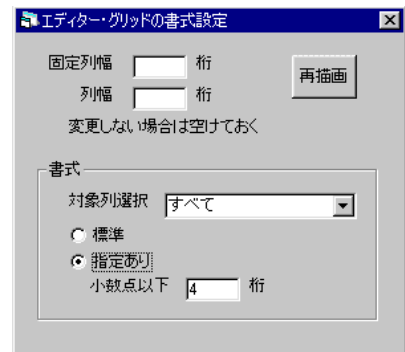 エディター・グリッドの書式設定
固定列幅 桁
再描画
列幅 桁
変更しない場合は空けておく
書式
対象列選択 すべて
標準
指定あり
小数点以下 4 桁